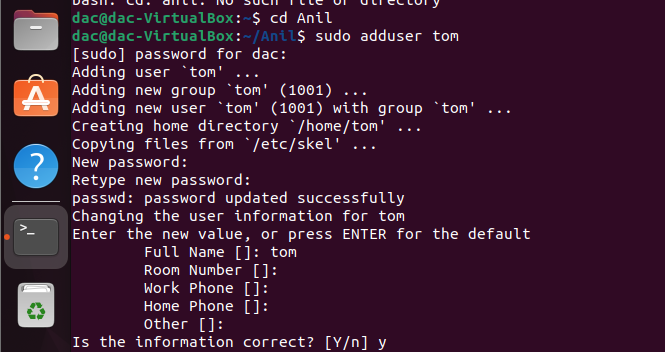 bash: cd: anil: No such file or directory
dac@dac-VirtualBox:~$ cd Anil
dac@dac-VirtualBox:~/Anil$ sudo adduser tom
[sudo] password for dac:
Adding user `tom' ...
Adding new group `tom' (1001) ...
Adding new user `tom' (1001) with group `tom' ...
Creating home directory `/home/tom' ...
Copying files from `/etc/skel' ...
New password:
Retype new password:
passwd: password updated successfully
Changing the user information for tom
Enter the new value, or press ENTER for the default
Full Name []: tom
Room Number []:
Work Phone []:
Home Phone []:
Other []:
Is the information correct? [Y/n] y